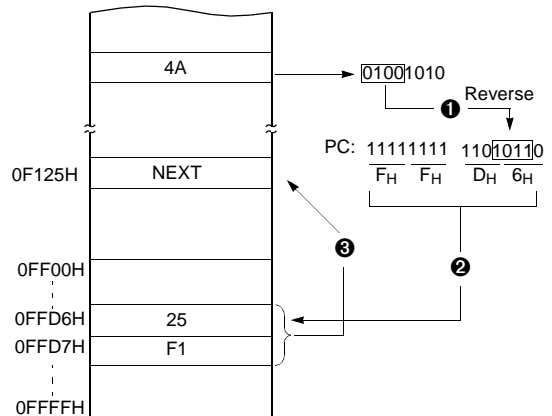 4A
01001010
❶
Reverse
PC: 11111111 11010110
FH FH DH 6H
0F125H
NEXT
❸
❷
0FF00H
0FFD6H
25
0FFD7H
F1
0FFFFH